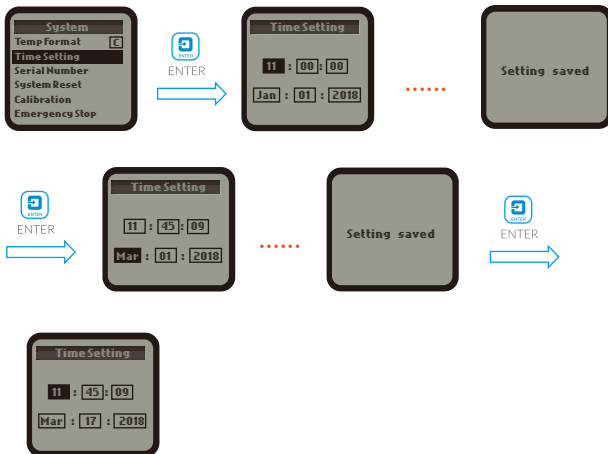 System
Temp Format C
Time Setting
Serial Number
System Reset
Calibration
Emergency Stop
ENTER
ENTER
Time Setting
11 : 00 : 00
Jan : 01 : 2018
......
Setting saved
ENTER
ENTER
Time Setting
11 : 45 : 09
Mar : 01 : 2018
......
Setting saved
ENTER
ENTER
Time Setting
11 : 45 : 09
Mar : 17 : 2018